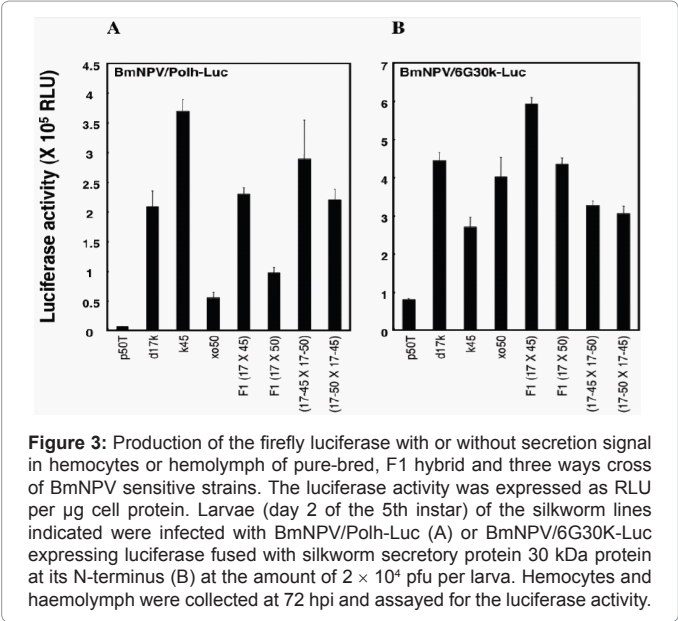 A
B
BmNPV/Polh-Luc
BmNPV/6G30k-Luc
Luciferase activity (X 10⁵ RLU)
4.5
4
3.5
3
2.5
2
1.5
1
0.5
0
7
6
5
4
3
2
1
0
p50T
d17k
k45
xo50
F1 (17 X 45)
F1 (17 X 50)
(17-45 X 17-50)
(17-50 X 17-45)
p50T
d17k
k45
xo50
F1 (17 X 45)
F1 (17 X 50)
(17-45 X 17-50)
(17-50 X 17-45)
Figure 3: Production of the firefly luciferase with or without secretion signal
in hemocytes or hemolymph of pure-bred, F1 hybrid and three ways cross
of BmNPV sensitive strains. The luciferase activity was expressed as RLU
per µg cell protein. Larvae (day 2 of the 5th instar) of the silkworm lines
indicated were infected with BmNPV/Polh-Luc (A) or BmNPV/6G30K-Luc
expressing luciferase fused with silkworm secretory protein 30 kDa protein
at its N-terminus (B) at the amount of 2 × 10⁴ pfu per larva. Hemocytes and
haemolymph were collected at 72 hpi and assayed for the luciferase activity.